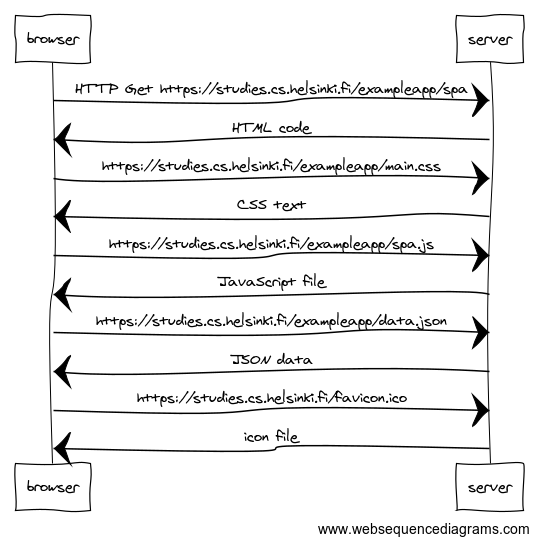 browser server
HTTP Get https://studies.cs.helsinki.fi/exampleapp/spa
HTML code
https://studies.cs.helsinki.fi/exampleapp/main.css
CSS text
https://studies.cs.helsinki.fi/exampleapp/spa.js
JavaScript file
https://studies.cs.helsinki.fi/exampleapp/data.json
JSON data
https://studies.cs.helsinki.fi/favicon.ico
icon file
browser server
www.websequencediagrams.com